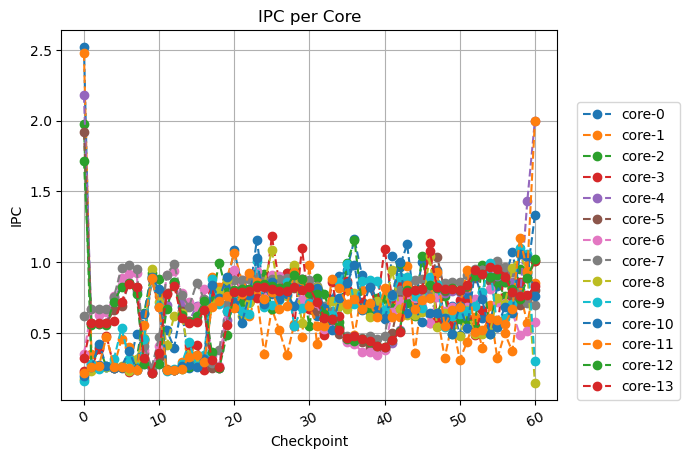 IPC per Core
IPC
2.5
2.0
1.5
1.0
0.5
0
10
20
30
40
50
60
Checkpoint
core-0
core-1
core-2
core-3
core-4
core-5
core-6
core-7
core-8
core-9
core-10
core-11
core-12
core-13